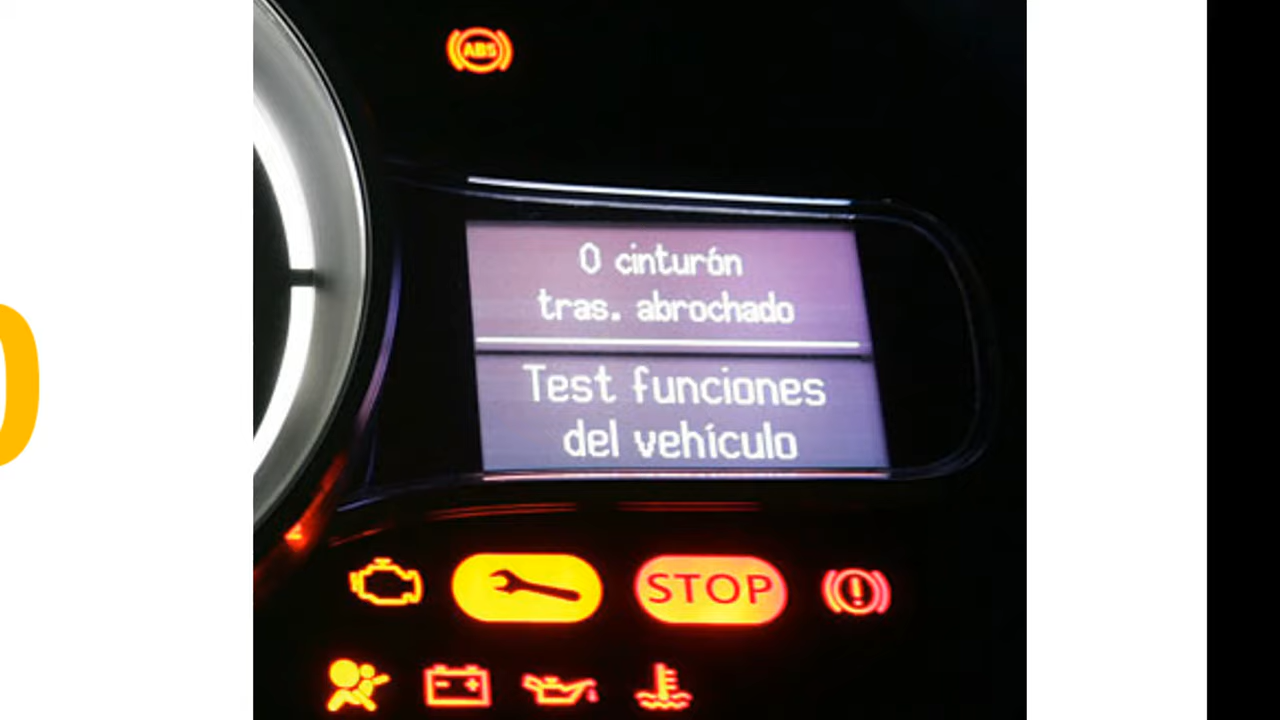 ABS
0 cinturón
tras. abrochado
Test funciones
del vehículo
STOP